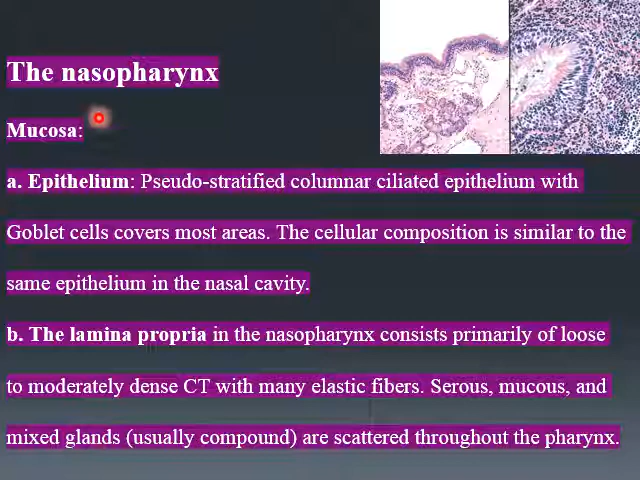 The nasopharynx
Mucosa:
a. Epithelium: Pseudo-stratified columnar ciliated epithelium with
Goblet cells covers most areas. The cellular composition is similar to the
same epithelium in the nasal cavity.
b. The lamina propria in the nasopharynx consists primarily of loose
to moderately dense CT with many elastic fibers. Serous, mucous, and
mixed glands (usually compound) are scattered throughout the pharynx.